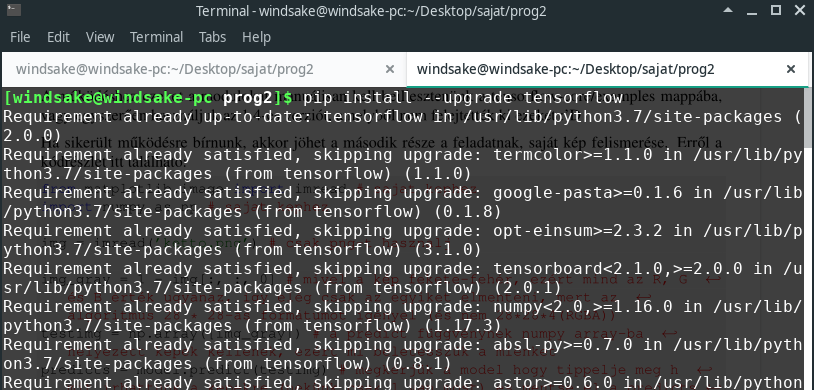 Terminal - windsake@windsake-pc:~/Desktop/sajat/prog2
File Edit View Terminal Tabs Help
windsake@windsake-pc:~/Desktop/sajat/prog2 × windsake@windsake-pc:~/Desktop/sajat/prog2 ×
[windsake@windsake-pc prog2]$ pip install --upgrade tensorflow
Requirement already up-to-date: tensorflow in /usr/lib/python3.7/site-packages (
2.0.0)
Requirement already satisfied, skipping upgrade: termcolor>=1.1.0 in /usr/lib/py
thon3.7/site-packages (from tensorflow) (1.1.0)
Requirement already satisfied, skipping upgrade: google-pasta>=0.1.6 in /usr/lib
/python3.7/site-packages (from tensorflow) (0.1.8)
Requirement already satisfied, skipping upgrade: opt-einsum>=2.3.2 in /usr/lib/p
ython3.7/site-packages (from tensorflow) (3.1.0)
Requirement already satisfied, skipping upgrade: tensorboard<2.1.0,>=2.0.0 in /u
sr/lib/python3.7/site-packages (from tensorflow) (2.0.1)
Requirement already satisfied, skipping upgrade: numpy<2.0,>=1.16.0 in /usr/lib/
python3.7/site-packages (from tensorflow) (1.17.3)
Requirement already satisfied, skipping upgrade: absl-py>=0.7.0 in /usr/lib/pyth
on3.7/site-packages (from tensorflow) (0.8.1)
Requirement already satisfied, skipping upgrade: astor>=0.6.0 in /usr/lib/python